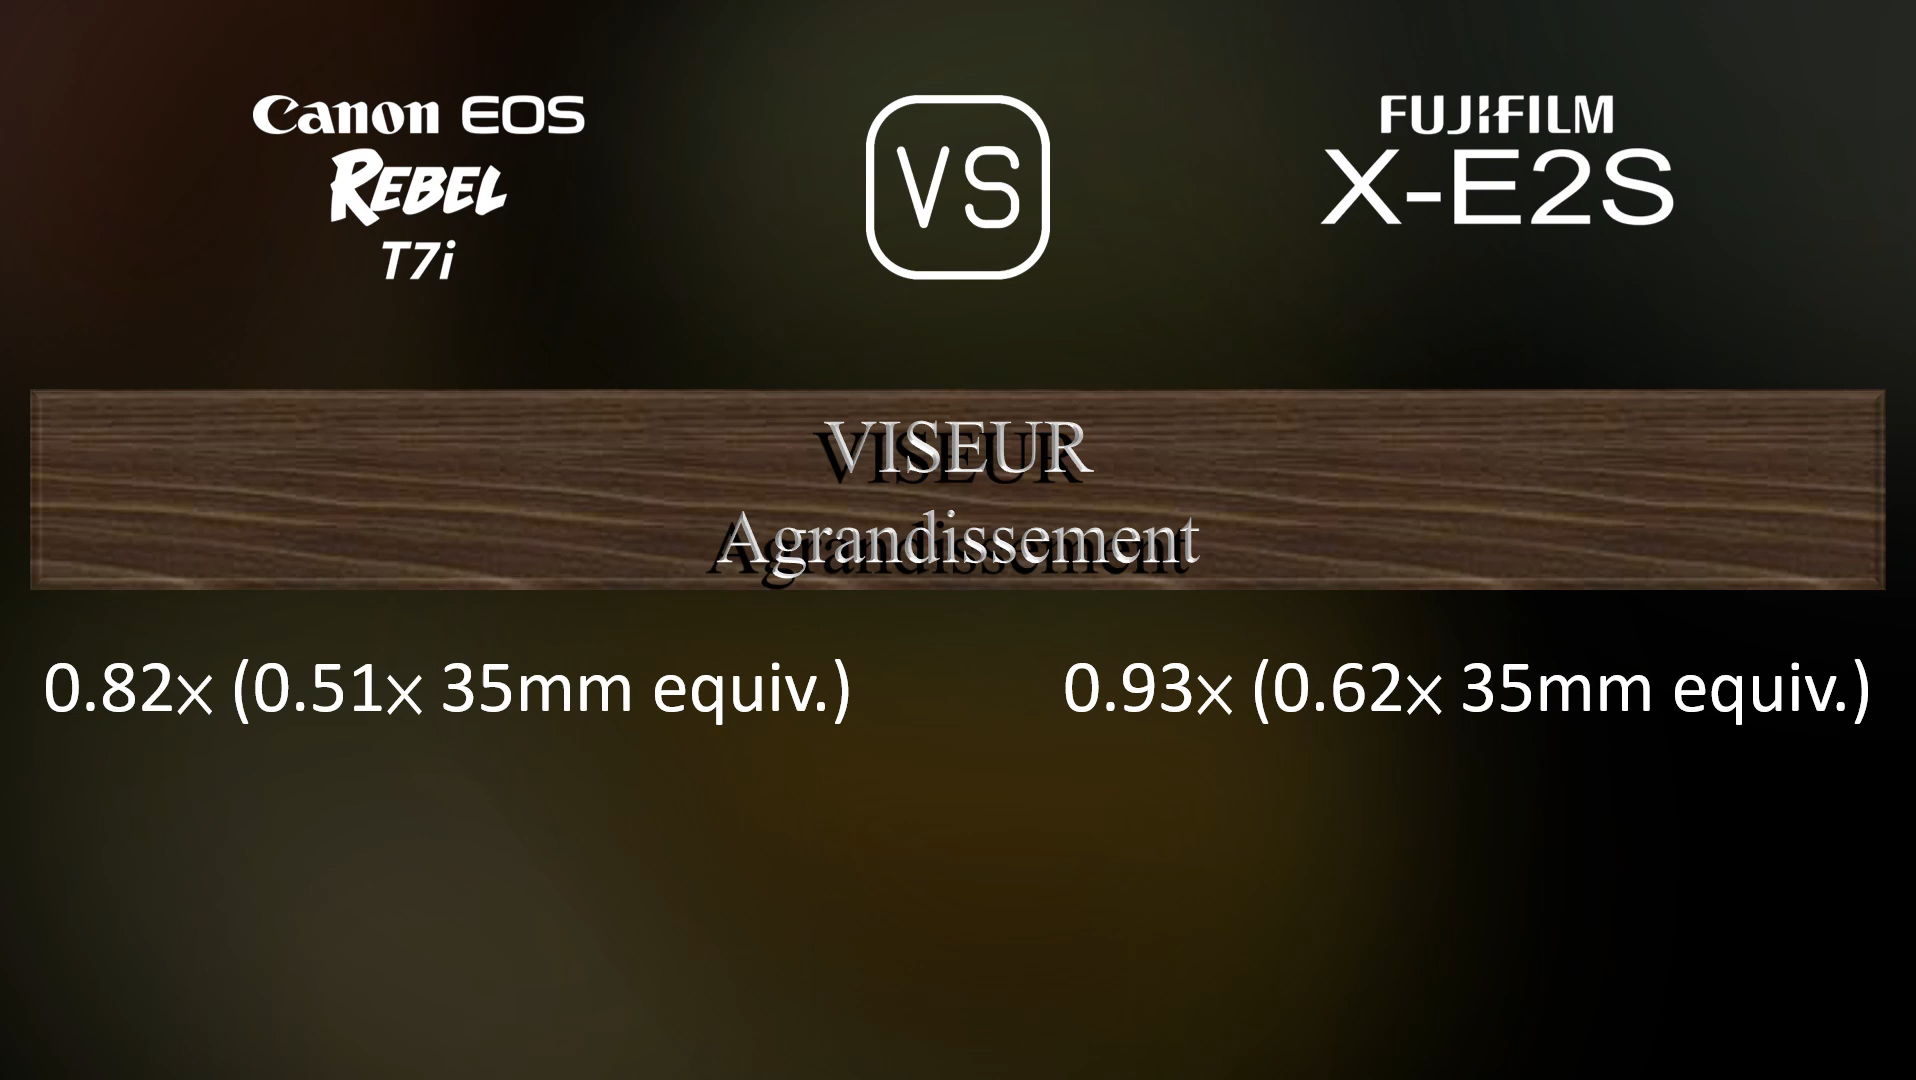 Canon EOS
REBEL
T7i
VS
FUJIFILM
X-E2S
VISEUR
Agrandissement
0.82x (0.51x 35mm equiv.)
0.93x (0.62x 35mm equiv.)